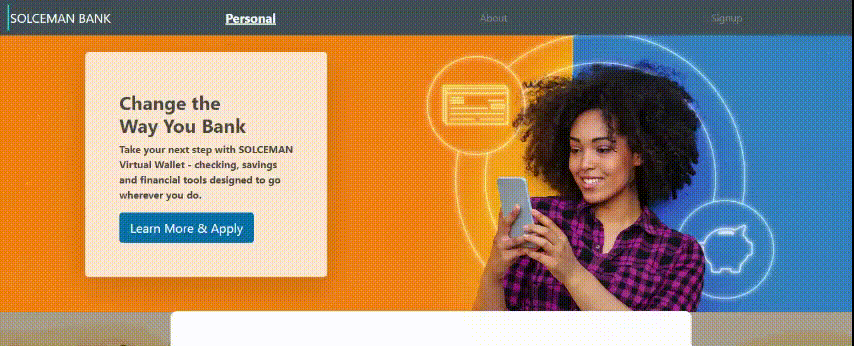 SOLCEMAN BANK
Personal
About
Signup
Change the
Way You Bank
Take your next step with SOLCEMAN
Virtual Wallet - checking, savings
and financial tools designed to go
wherever you do.
Learn More & Apply